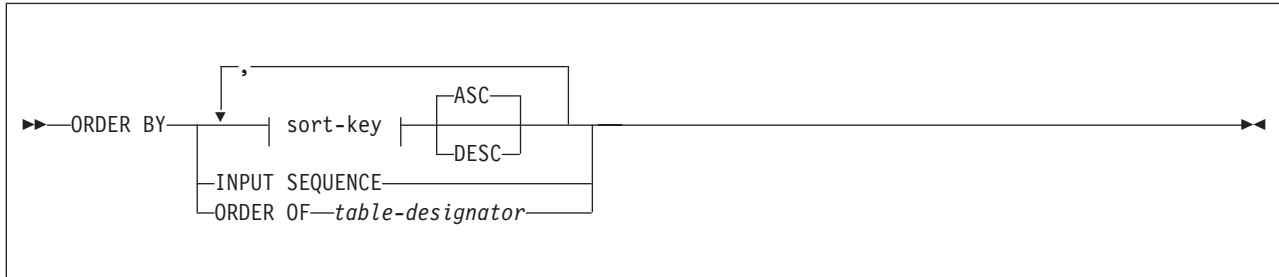 ,
ASC
ORDER BY sort-key
DESC
INPUT SEQUENCE
ORDER OF table-designator